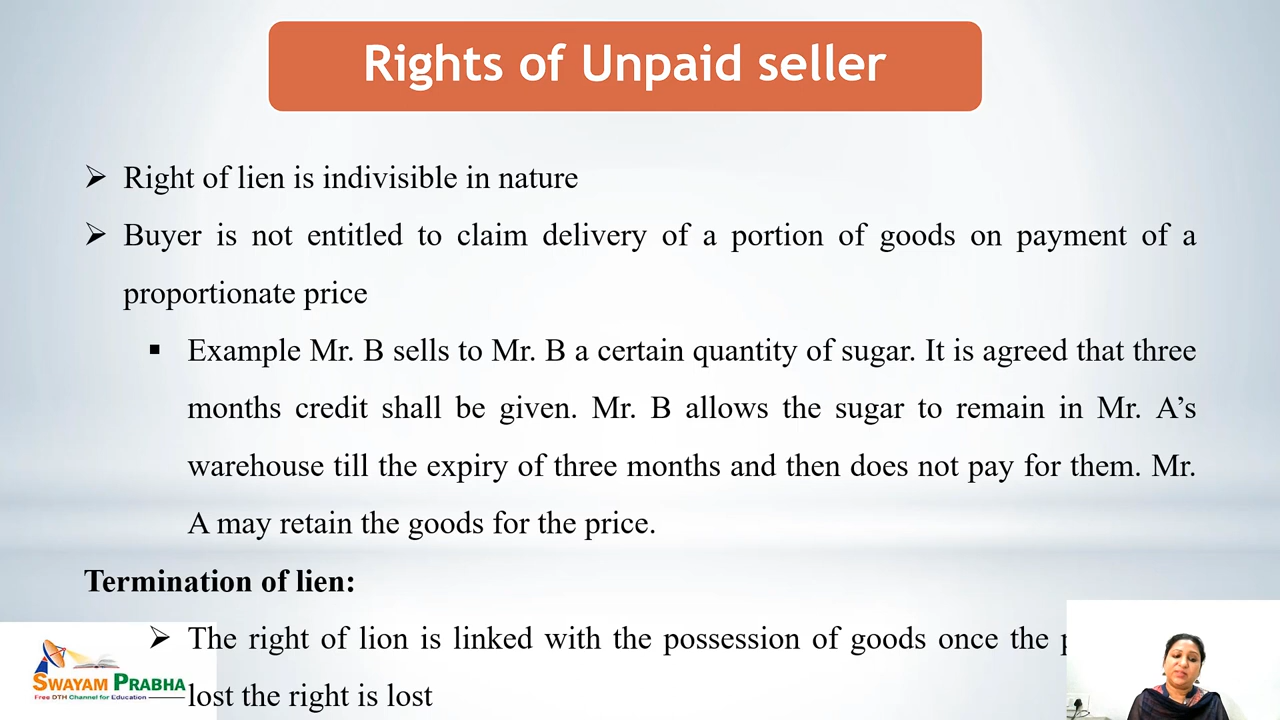 Rights of Unpaid seller
➢ Right of lien is indivisible in nature
➢ Buyer is not entitled to claim delivery of a portion of goods on payment of a
proportionate price
▪ Example Mr. B sells to Mr. B a certain quantity of sugar. It is agreed that three
months credit shall be given. Mr. B allows the sugar to remain in Mr. A’s
warehouse till the expiry of three months and then does not pay for them. Mr.
A may retain the goods for the price.
Termination of lien:
➢ The right of lion is linked with the possession of goods once the
lost the right is lost
SWAYAM PRABHA
Free DTH Channel for Education